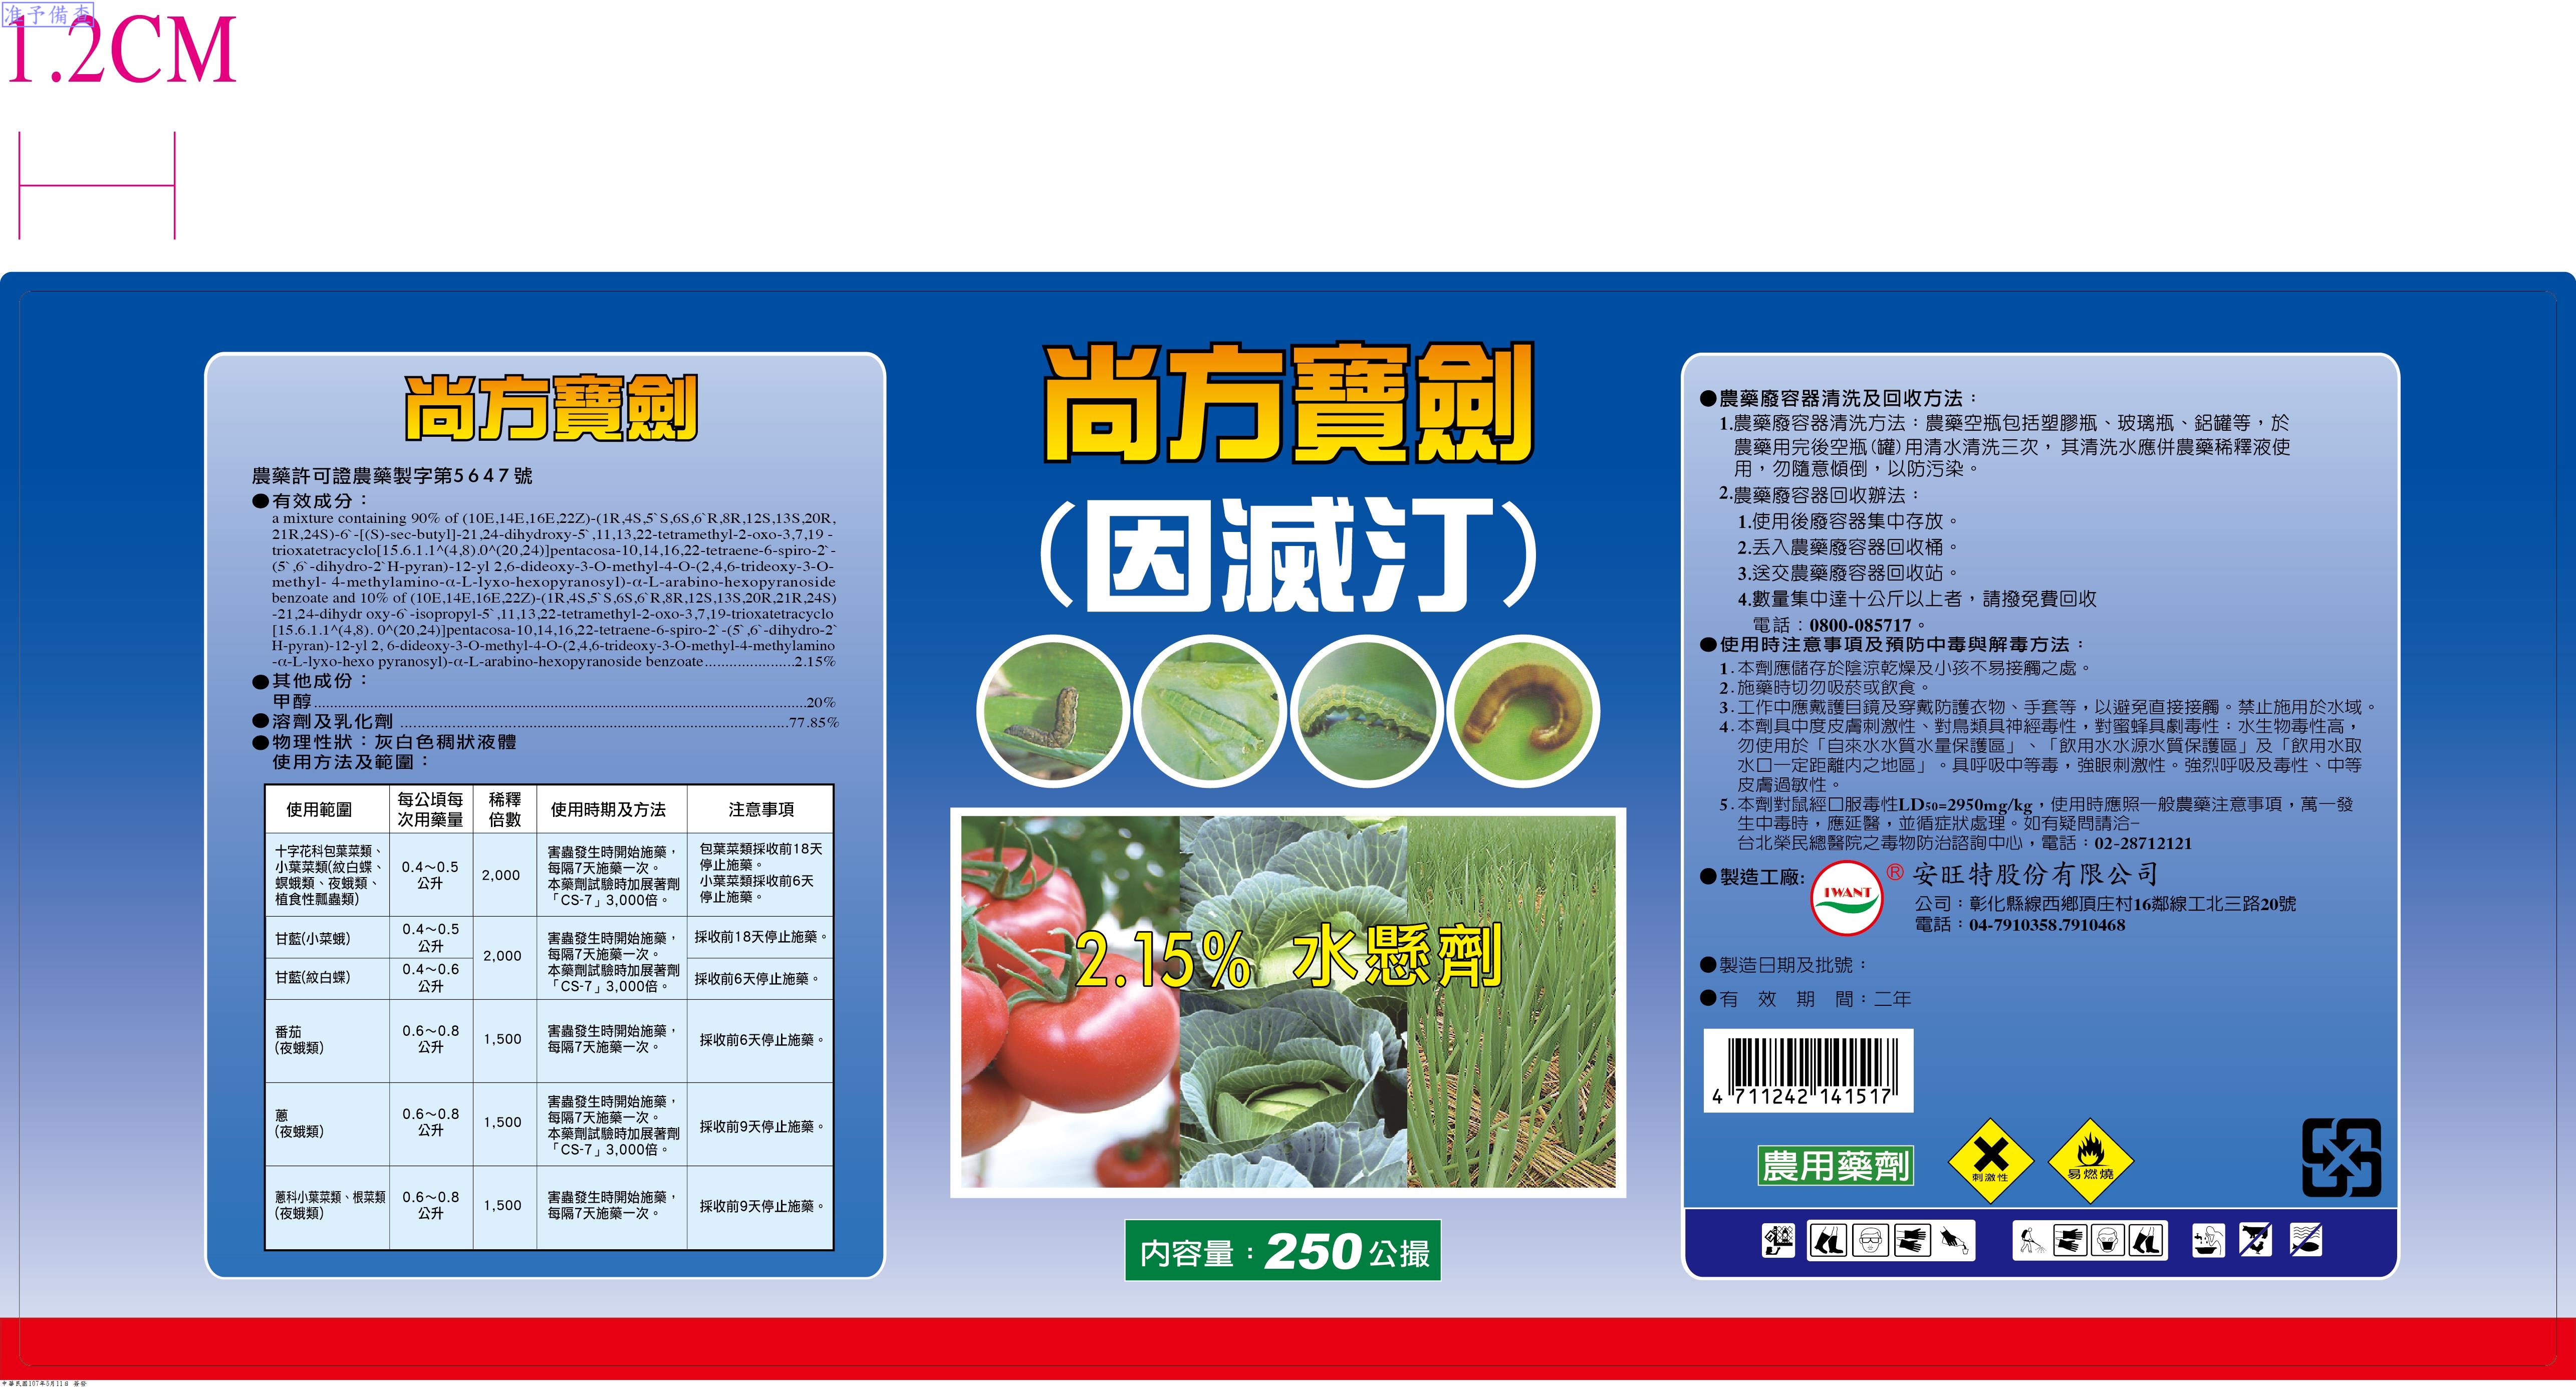 准予備查
1.2CM
尚方寶劍
農藥許可證農藥製字第5647號
●有效成分：
a mixture containing 90% of (10E,14E,16E,22Z)-(1R,4S,5`S,6S,6`R,8R,12S,13S,20R,
21R,24S)-6`-[(S)-sec-butyl]-21,24-dihydroxy-5`,11,13,22-tetramethyl-2-oxo-3,7,19 -
trioxatetracyclo[15.6.1.1^(4,8).0^(20,24)]pentacosa-10,14,16,22-tetraene-6-spiro-2`-
(5`,6`-dihydro-2`H-pyran)-12-yl 2,6-dideoxy-3-O-methyl-4-O-(2,4,6-trideoxy-3-O-
methyl- 4-methylamino-α-L-lyxo-hexopyranosyl)-α-L-arabino-hexopyranoside
benzoate and 10% of (10E,14E,16E,22Z)-(1R,4S,5`S,6S,6`R,8R,12S,13S,20R,21R,24S)
-21,24-dihydr oxy-6`-isopropyl-5`,11,13,22-tetramethyl-2-oxo-3,7,19-trioxatetracyclo
[15.6.1.1^(4,8). 0^(20,24)]pentacosa-10,14,16,22-tetraene-6-spiro-2`-(5`,6`-dihydro-2`
H-pyran)-12-yl 2, 6-dideoxy-3-O-methyl-4-O-(2,4,6-trideoxy-3-O-methyl-4-methylamino
-α-L-lyxo-hexo pyranosyl)-α-L-arabino-hexopyranoside benzoate......................2.15%
●其他成份：
甲醇......................20%
●溶劑及乳化劑......................77.85%
●物理性狀：灰白色稠狀液體
使用方法及範圍：
使用範圍 每公頃每次用藥量 稀釋倍數 使用時期及方法 注意事項
十字花科包葉菜類、 害蟲發生時開始施藥， 包葉菜類採收前18天
小葉菜類(紋白蝶、 0.4～0.5 2,000 每隔7天施藥一次。 停止施藥。
螟蛾類、夜蛾類、 公升 本藥劑試驗時加展著劑 小葉菜類採收前6天
植食性瓢蟲類) 「CS-7」3,000倍。 停止施藥。
甘藍(小菜蛾) 0.4～0.5 公升 2,000 害蟲發生時開始施藥， 採收前18天停止施藥。
每隔7天施藥一次。
甘藍(紋白蝶) 0.4～0.6 公升 本藥劑試驗時加展著劑 採收前6天停止施藥。
「CS-7」3,000倍。
番茄 0.6～0.8 1,500 害蟲發生時開始施藥， 採收前6天停止施藥。
(夜蛾類) 公升 每隔7天施藥一次。
蔥 0.6～0.8 1,500 害蟲發生時開始施藥， 採收前9天停止施藥。
(夜蛾類) 公升 每隔7天施藥一次。
本藥劑試驗時加展著劑
「CS-7」3,000倍。
蔥科小葉菜類、根菜類 0.6～0.8 1,500 害蟲發生時開始施藥， 採收前9天停止施藥。
(夜蛾類) 公升 每隔7天施藥一次。
尚方寶劍
(因滅汀)
2.15% 水懸劑
內容量：250公撮
●農藥廢容器清洗及回收方法：
1.農藥廢容器清洗方法：農藥空瓶包括塑膠瓶、玻璃瓶、鋁罐等，於
農藥用完後空瓶(罐)用清水清洗三次，其清洗水應併農藥稀釋液使
用，勿隨意傾倒，以防污染。
2.農藥廢容器回收辦法：
1.使用後廢容器集中存放。
2.丟入農藥廢容器回收桶。
3.送交農藥廢容器回收站。
4.數量集中達十公斤以上者，請撥免費回收
電話：0800-085717。
●使用時注意事項及預防中毒與解毒方法：
1.本劑應儲存於陰涼乾燥及小孩不易接觸之處。
2.施藥時切勿吸菸或飲食。
3.工作中應戴護目鏡及穿戴防護衣物、手套等，以避免直接接觸。禁止施用於水域。
4.本劑具中度皮膚刺激性、對鳥類具神經毒性，對蜜蜂具劇毒性：水生物毒性高，
勿使用於「自來水水質水量保護區」、「飲用水水源水質保護區」及「飲用水取
水口一定距離內之地區」。具呼吸中等毒，強眼刺激性。強烈呼吸及毒性、中等
皮膚過敏性。
5.本劑對鼠經口服毒性LD50=2950mg/kg，使用時應照一般農藥注意事項，萬一發
生中毒時，應延醫，並循症狀處理。如有疑問請洽–
台北榮民總醫院之毒物防治諮詢中心，電話：02-28712121
●製造工廠: IWANT ® 安旺特股份有限公司
公司：彰化縣線西鄉頂庄村16鄰線工北三路20號
電話：04-7910358.7910468
●製造日期及批號：
●有 效 期 間：二年
4 711242 141517
農用藥劑
刺激性
易燃燒
中華民國107年5月11日 簽發